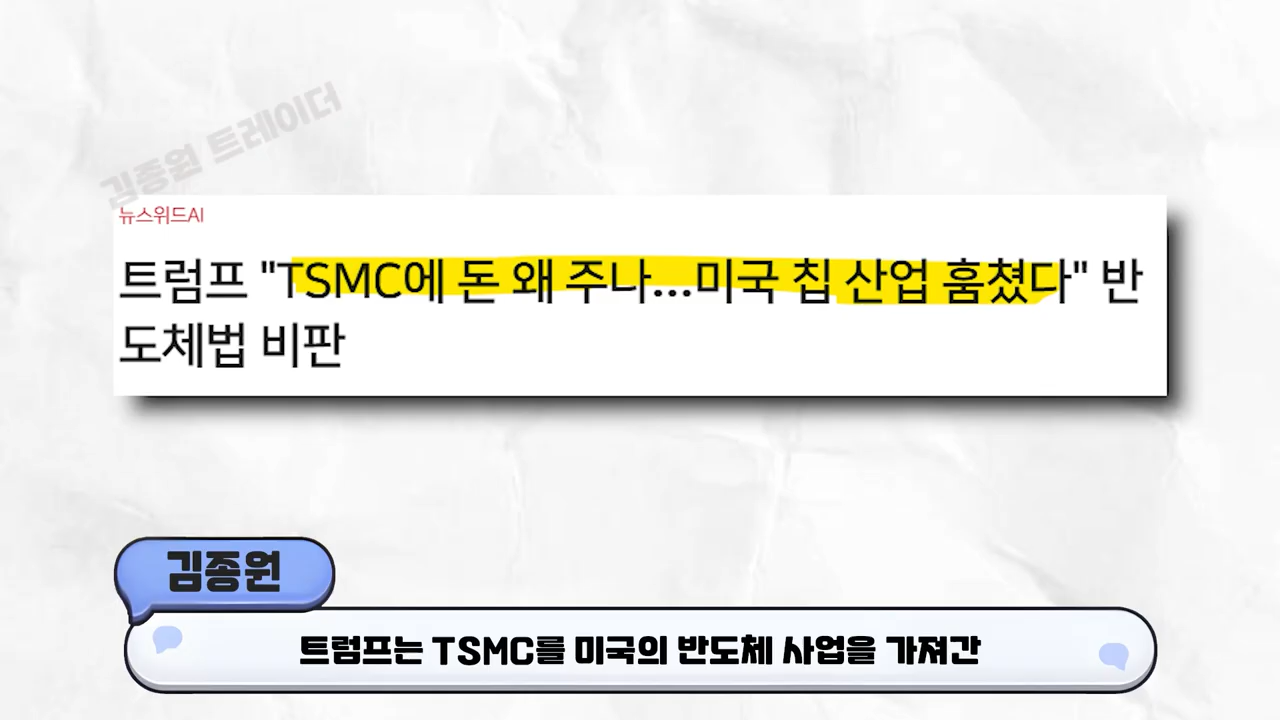 김종원 트레이더
뉴스위드AI
트럼프 "TSMC에 돈 왜 주나...미국 칩 산업 훔쳤다" 반
도체법 비판
김종원
트럼프는 TSMC를 미국의 반도체 사업을 가져간